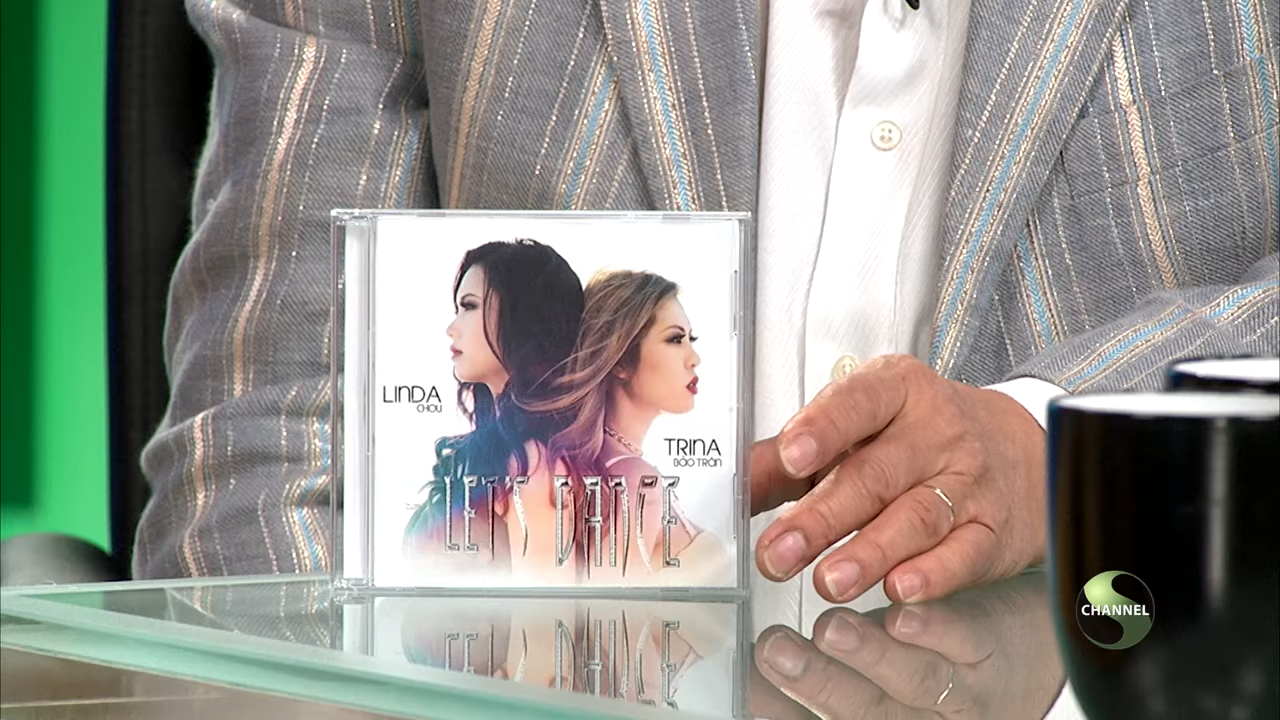 LINDA
CHOU
TRINA
BẢO TRÂN
LET'S DANCE
CHANNEL